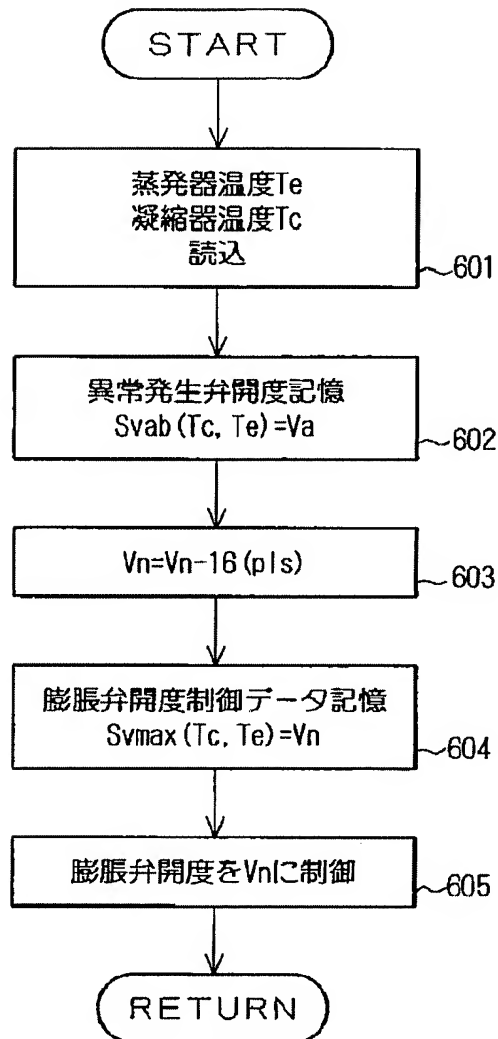 START
蒸発器温度Te
凝縮器温度Tc
読込
601
異常発生弁開度記憶
Svab(Tc, Te)=Va
602
Vn=Vn-16(pls)
603
膨脹弁開度制御データ記憶
Svmax(Tc, Te)=Vn
604
膨脹弁開度をVnに制御
605
RETURN